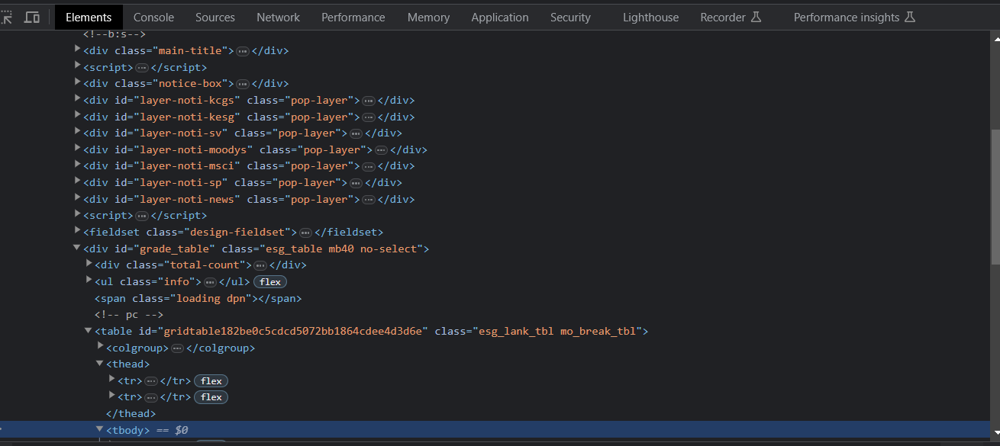 Elements Console Sources Network Performance Memory Application Security Lighthouse Recorder Performance insights
<!--b:s-->
<div class="main-title">…</div>
<script>…</script>
<div class="notice-box">…</div>
<div id="layer-noti-kcgs" class="pop-layer">…</div>
<div id="layer-noti-kesg" class="pop-layer">…</div>
<div id="layer-noti-sv" class="pop-layer">…</div>
<div id="layer-noti-moodys" class="pop-layer">…</div>
<div id="layer-noti-msci" class="pop-layer">…</div>
<div id="layer-noti-sp" class="pop-layer">…</div>
<div id="layer-noti-news" class="pop-layer">…</div>
<script>…</script>
<fieldset class="design-fieldset">…</fieldset>
<div id="grade_table" class="esg_table mb40 no-select">
<div class="total-count">…</div>
<ul class="info">…</ul> flex
<span class="loading dpn"></span>
<!-- pc -->
<table id="gridtable182be0c5cdcd5072bb1864cdee4d3d6e" class="esg_lank_tbl mo_break_tbl">
<colgroup>…</colgroup>
<thead>
<tr>…</tr> flex
<tr>…</tr> flex
</thead>
<tbody> == $0